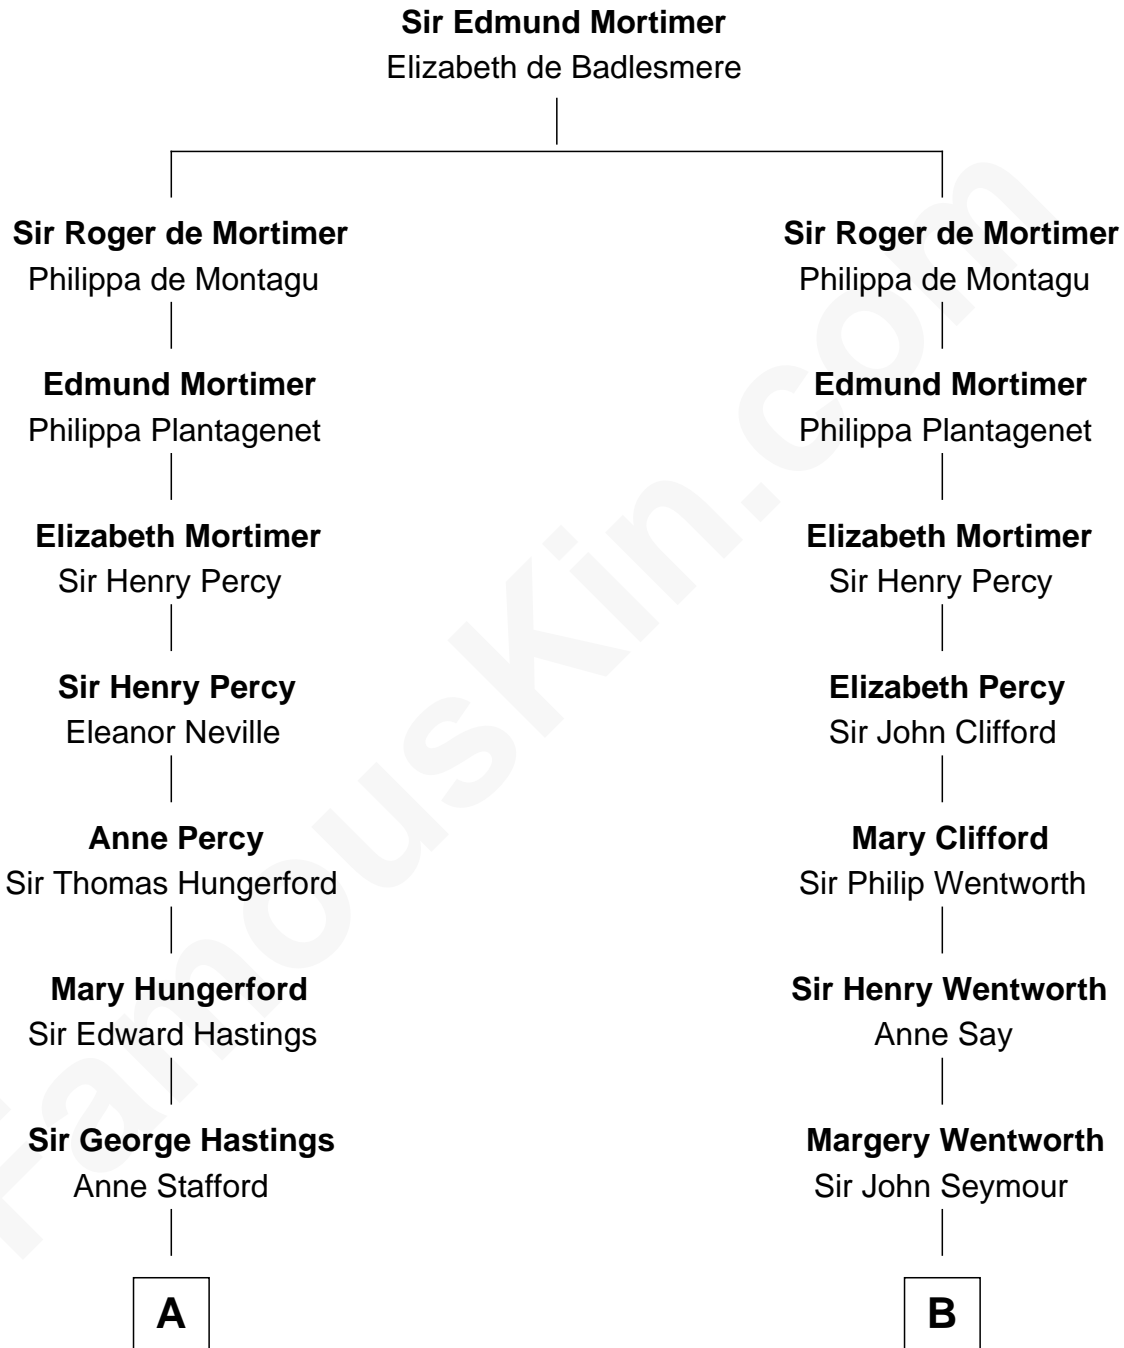 Sir Edmund Mortimer
Elizabeth de Badlesmere
Sir Roger de Mortimer
Philippa de Montagu
Sir Roger de Mortimer
Philippa de Montagu
Edmund Mortimer
Philippa Plantagenet
Edmund Mortimer
Philippa Plantagenet
Elizabeth Mortimer
Sir Henry Percy
Elizabeth Mortimer
Sir Henry Percy
Sir Henry Percy
Eleanor Neville
Elizabeth Percy
Sir John Clifford
Anne Percy
Sir Thomas Hungerford
Mary Clifford
Sir Philip Wentworth
Mary Hungerford
Sir Edward Hastings
Sir Henry Wentworth
Anne Say
Sir George Hastings
Anne Stafford
Margery Wentworth
Sir John Seymour
A
B
FamousKin.com